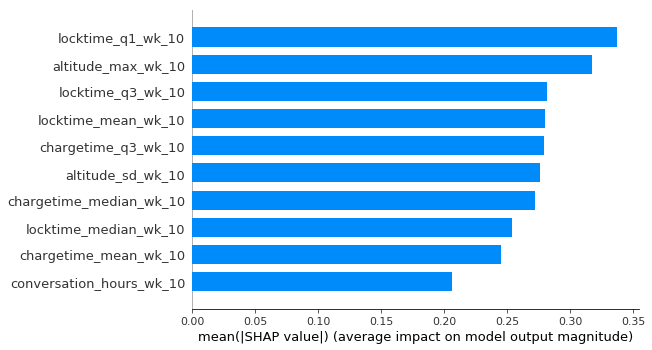 locktime_q1_wk_10
altitude_max_wk_10
locktime_q3_wk_10
locktime_mean_wk_10
chargetime_q3_wk_10
altitude_sd_wk_10
chargetime_median_wk_10
locktime_median_wk_10
chargetime_mean_wk_10
conversation_hours_wk_10
0.00 0.05 0.10 0.15 0.20 0.25 0.30 0.35
mean(|SHAP value|) (average impact on model output magnitude)